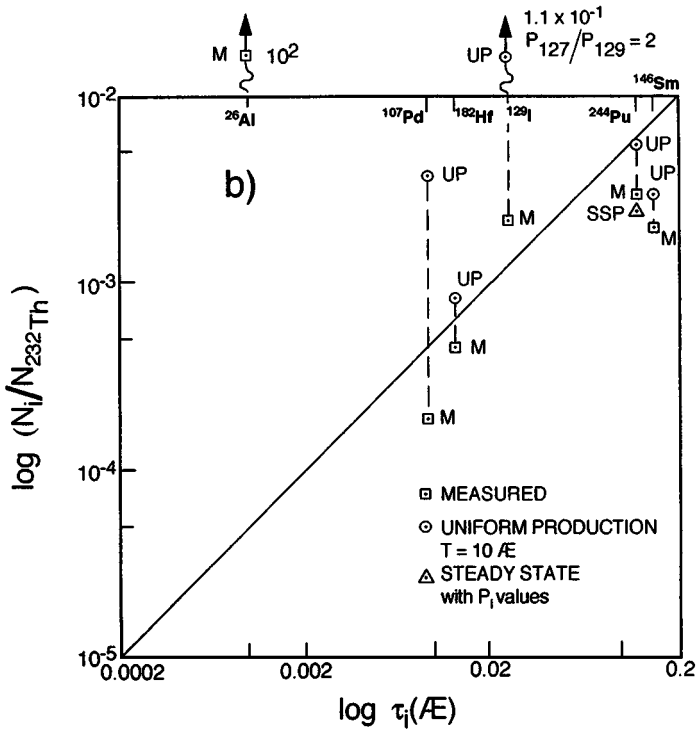 1.1 x 10⁻¹
M 10² UP P₁₂₇/P₁₂₉ = 2
¹⁴⁶Sm
10⁻²
²⁶Al ¹⁰⁷Pd ¹⁸²Hf ¹²⁹I ²⁴⁴Pu
b)
UP
UP
UP
M
SSP
M
M
10⁻³
UP
M
M
10⁻⁴
MEASURED
UNIFORM PRODUCTION
T = 10 Æ
STEADY STATE
with Pᵢ values
10⁻⁵
0.0002 0.002 0.02 0.2
log τᵢ(Æ)
log (Nᵢ/N₂₃₂Th)